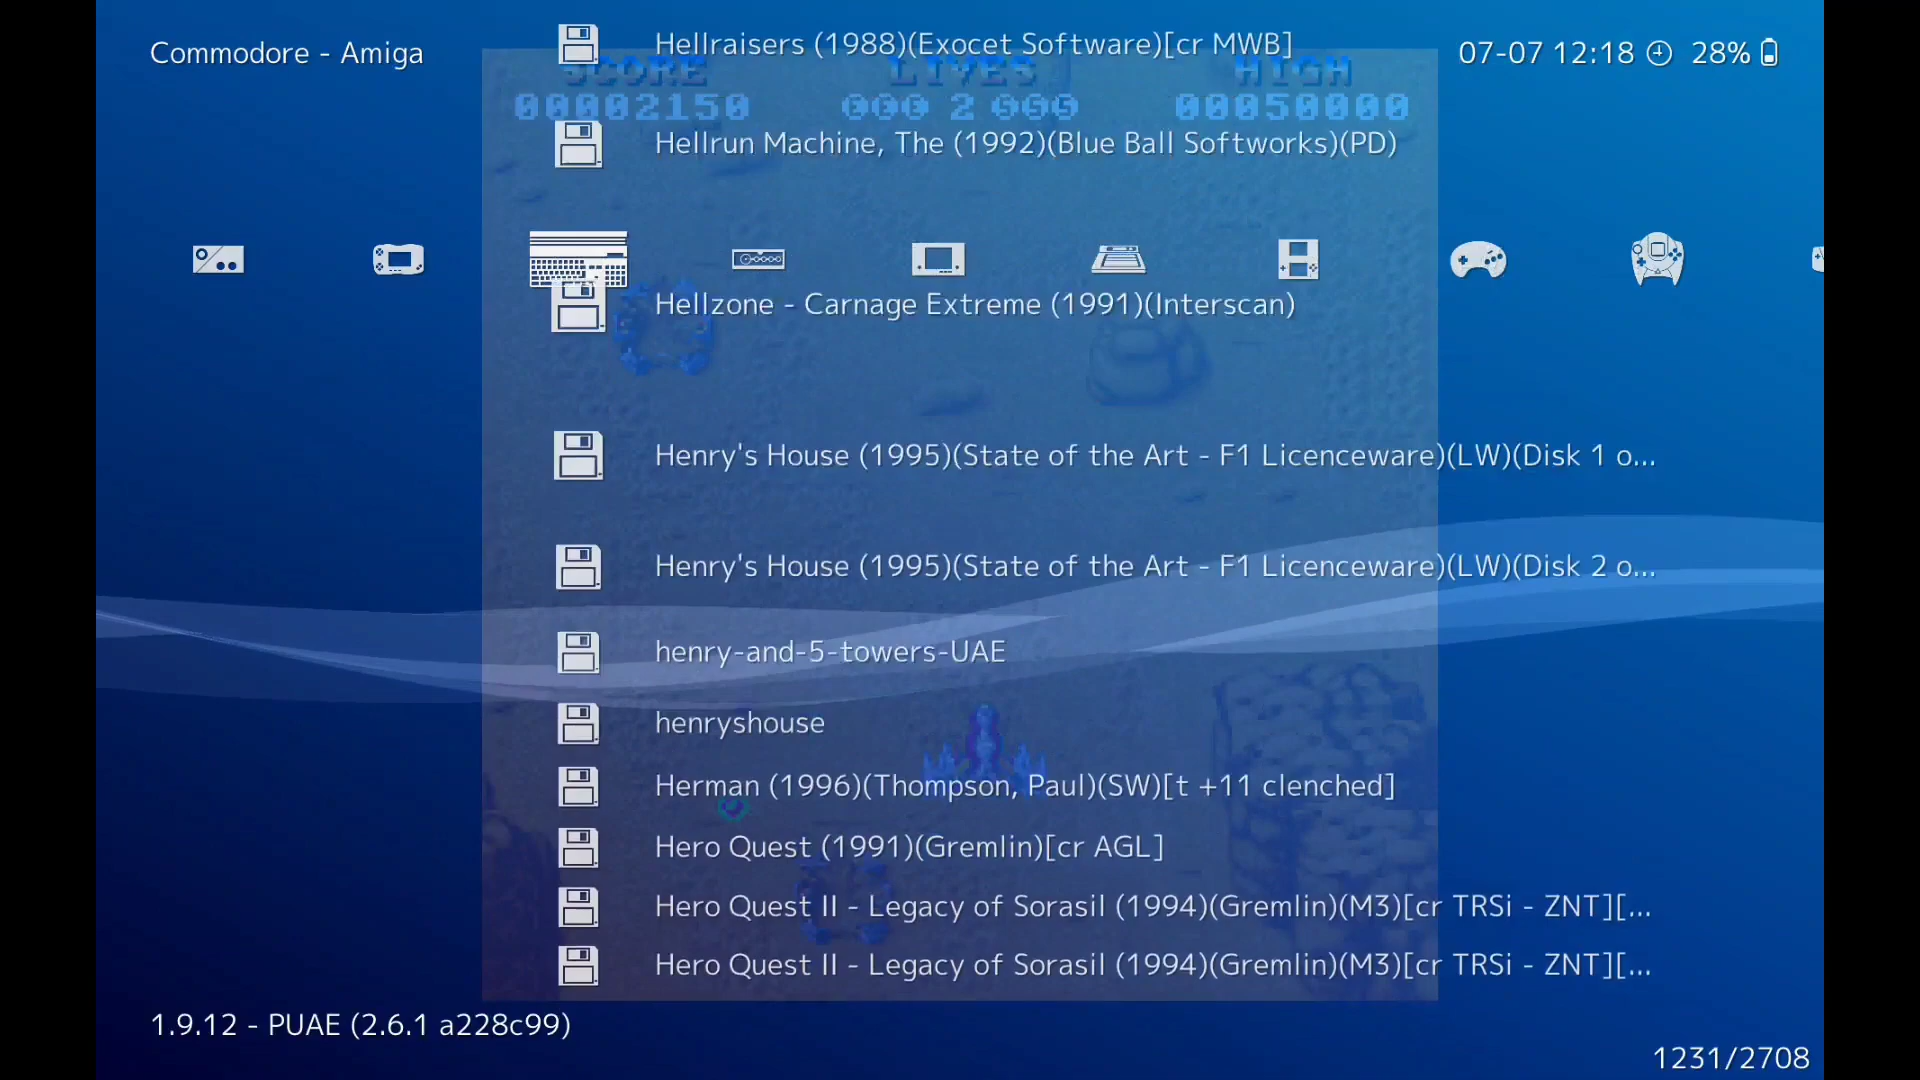 Commodore - Amiga
07-07 12:18 28%
Hellraisers (1988)(Exocet Software)[cr MWB]
SCORE LIVES HIGH
00002150 2 00050000
Hellrun Machine, The (1992)(Blue Ball Softworks)(PD)
Hellzone - Carnage Extreme (1991)(Interscan)
Henry's House (1995)(State of the Art - F1 Licenceware)(LW)(Disk 1 o...
Henry's House (1995)(State of the Art - F1 Licenceware)(LW)(Disk 2 o...
henry-and-5-towers-UAE
henryshouse
Herman (1996)(Thompson, Paul)(SW)[t +11 clenched]
Hero Quest (1991)(Gremlin)[cr AGL]
Hero Quest II - Legacy of Sorasil (1994)(Gremlin)(M3)[cr TRSi - ZNT][...
Hero Quest II - Legacy of Sorasil (1994)(Gremlin)(M3)[cr TRSi - ZNT][...
1.9.12 - PUAE (2.6.1 a228c99)
1231/2708